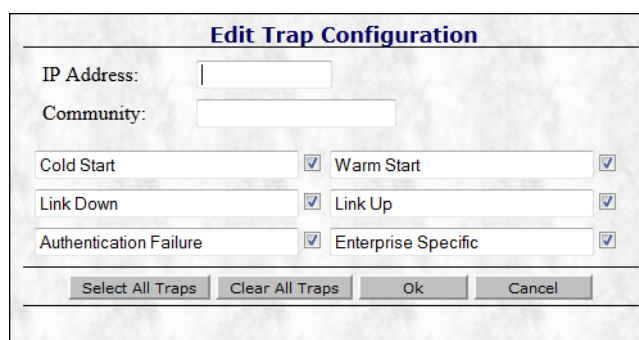 Edit Trap Configuration
IP Address:
Community:
Cold Start Warm Start
Link Down Link Up
Authentication Failure Enterprise Specific
Select All Traps Clear All Traps Ok Cancel